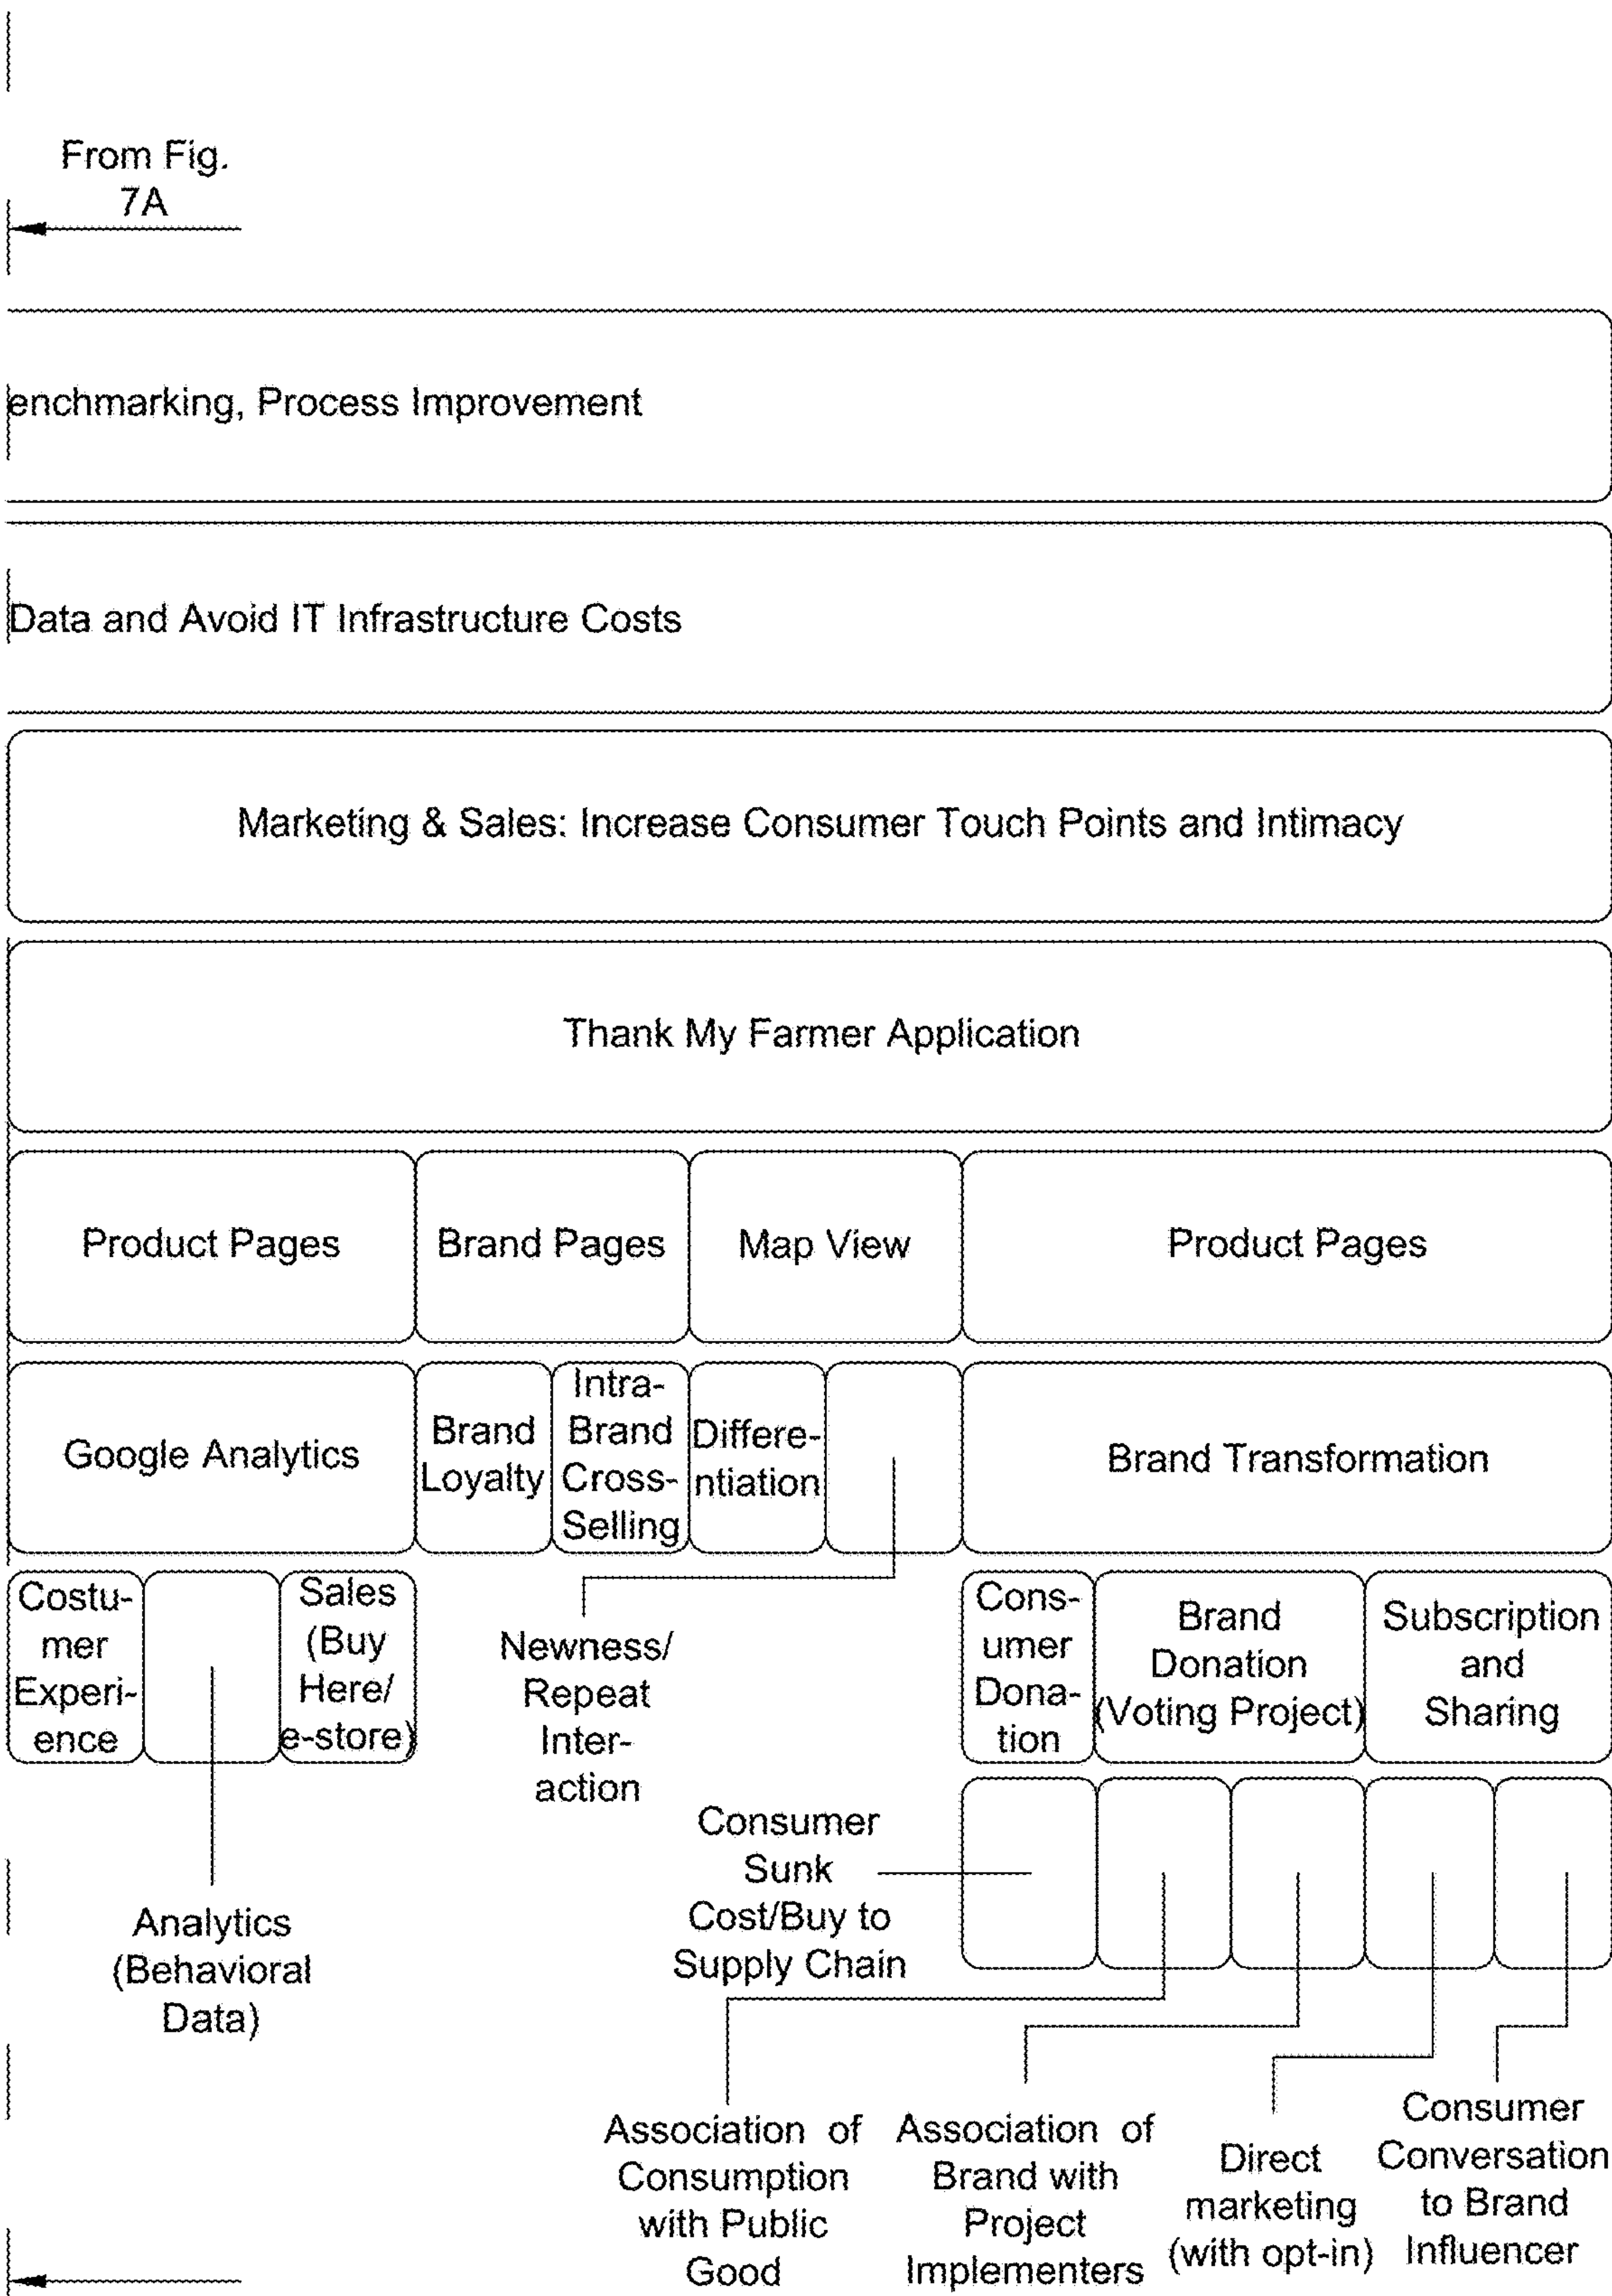 From Fig.
7A
enchmarking, Process Improvement
Data and Avoid IT Infrastructure Costs
Marketing & Sales: Increase Consumer Touch Points and Intimacy
Thank My Farmer Application
Product Pages
Brand Pages
Map View
Product Pages
Google Analytics
Brand
Loyalty
Intra-
Brand
Cross-
Selling
Differe-
ntiation
Brand Transformation
Costu-
mer
Experi-
ence
Sales
(Buy
Here/
e-store)
Newness/
Repeat
Inter-
action
Cons-
umer
Dona-
tion
Brand
Donation
(Voting Project)
Subscription
and
Sharing
Analytics
(Behavioral
Data)
Consumer
Sunk
Cost/Buy to
Supply Chain
Association of
Consumption
with Public
Good
Association of
Brand with
Project
Implementers
Direct
marketing
(with opt-in)
Consumer
Conversation
to Brand
Influencer